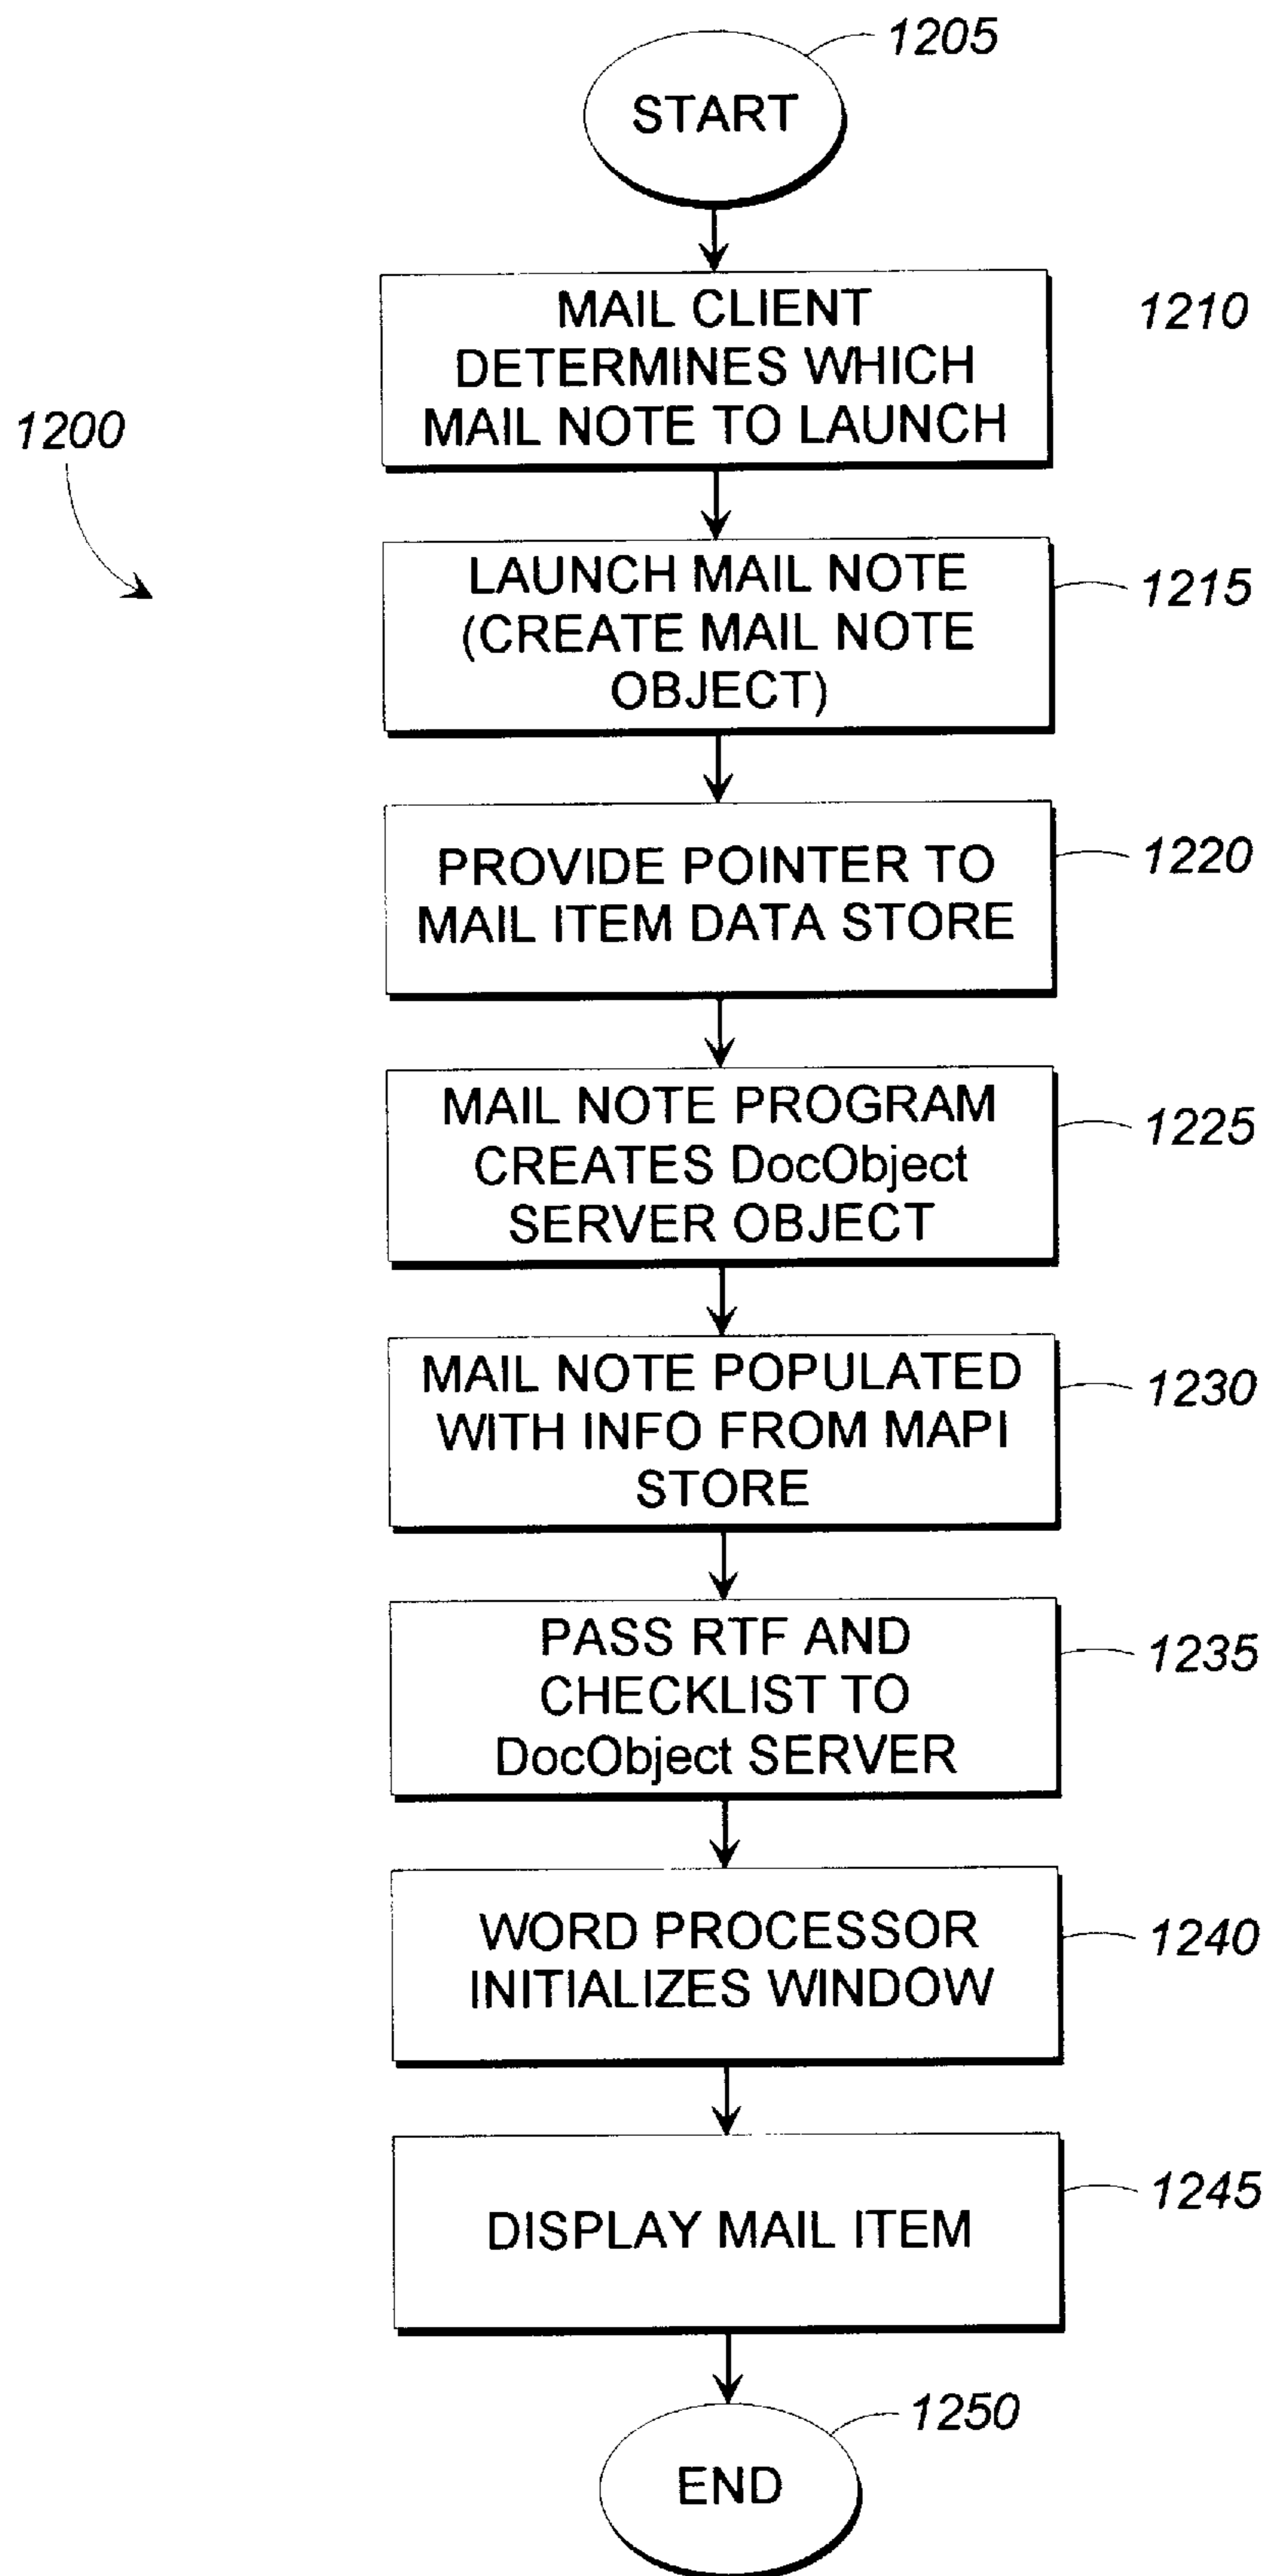 1205
START
MAIL CLIENT
DETERMINES WHICH
MAIL NOTE TO LAUNCH
1210
1200
LAUNCH MAIL NOTE
(CREATE MAIL NOTE
OBJECT)
1215
PROVIDE POINTER TO
MAIL ITEM DATA STORE
1220
MAIL NOTE PROGRAM
CREATES DocObject
SERVER OBJECT
1225
MAIL NOTE POPULATED
WITH INFO FROM MAPI
STORE
1230
PASS RTF AND
CHECKLIST TO
DocObject SERVER
1235
WORD PROCESSOR
INITIALIZES WINDOW
1240
DISPLAY MAIL ITEM
1245
1250
END